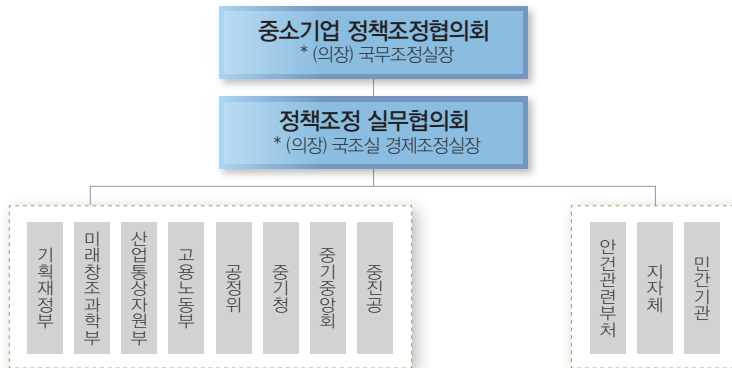 중소기업 정책조정협의회
* (의장) 국무조정실장
정책조정 실무협의회
* (의장) 국조실 경제조정실장
기획재정부
미래창조과학부
산업통상자원부
고용노동부
공정위
중기청
중기중앙회
중진공
안건관련부처
지자체
민간기관